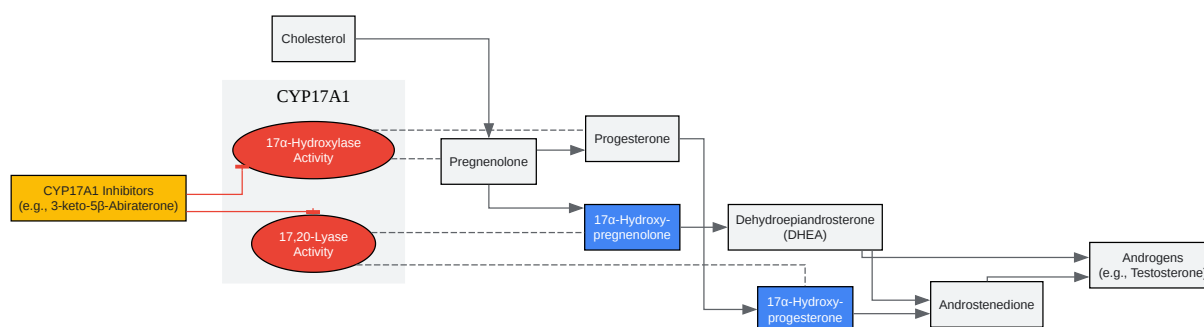 Cholesterol
CYP17A1
17α-Hydroxylase
Activity
Progesterone
Pregnenolone
CYP17A1 Inhibitors
(e.g., 3-keto-5β-Abiraterone)
17α-Hydroxy-
pregnenolone
Dehydroepiandrosterone
(DHEA)
17,20-Lyase
Activity
Androgens
(e.g., Testosterone)
17α-Hydroxy-
progesterone
Androstenedione